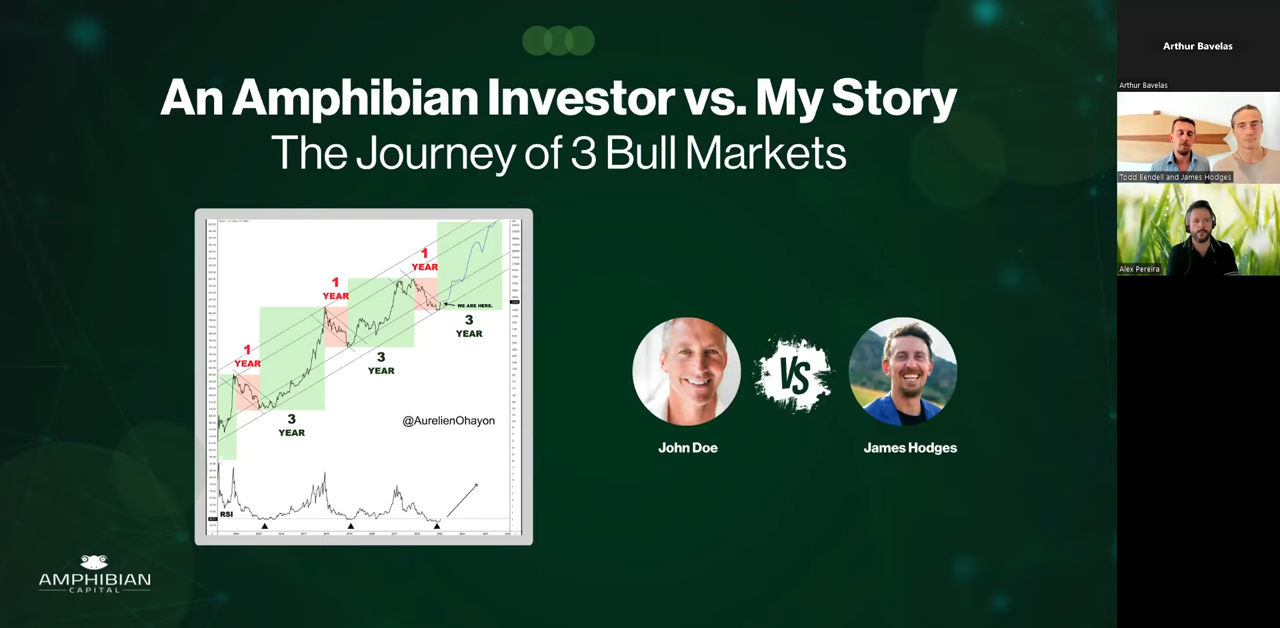 An Amphibian Investor vs. My Story
The Journey of 3 Bull Markets
1
YEAR
1
YEAR
1
YEAR
WE ARE HERE.
3
YEAR
3
YEAR
3
YEAR
@AurelienOhayon
RSI
VS
John Doe
James Hodges
AMPHIBIAN
CAPITAL
Arthur Bavelas
Arthur Bavelas
Todd Bendell and James Hodges
Alex Pereira